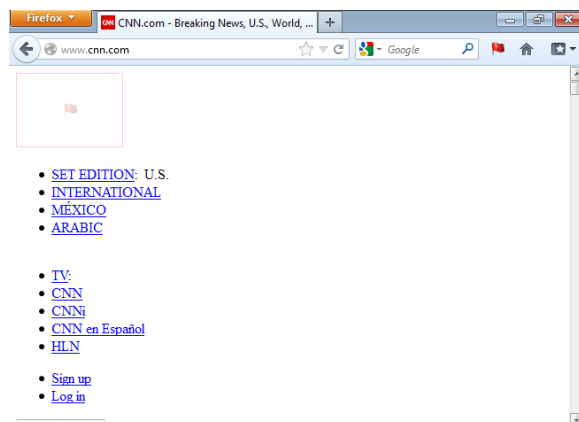 Firefox
CNN CNN.com - Breaking News, U.S., World, ... +
www.cnn.com
Google
SET EDITION: U.S.
INTERNATIONAL
MÉXICO
ARABIC
TV:
CNN
CNNi
CNN en Español
HLN
Sign up
Log in